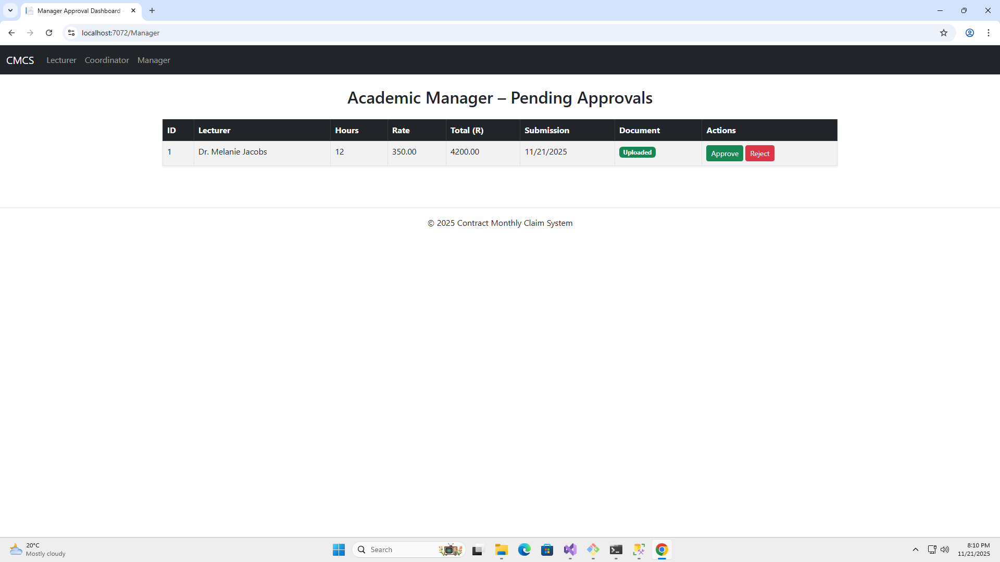 Manager Approval Dashboard
localhost:7072/Manager
CMCS Lecturer Coordinator Manager
Academic Manager – Pending Approvals
ID Lecturer Hours Rate Total (R) Submission Document Actions
1 Dr. Melanie Jacobs 12 350.00 4200.00 11/21/2025 Uploaded Approve Reject
© 2025 Contract Monthly Claim System
20°C
Mostly cloudy
Search
8:10 PM
11/21/2025